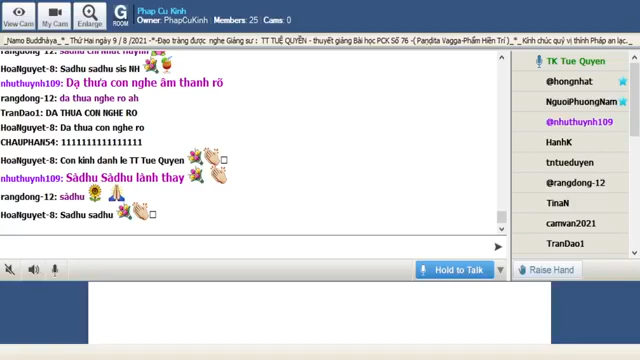 View Cam
My Cam
Enlarge
G
ROOM
Phap Cu Kinh
Owner: PhapCuKinh Members: 25 Cams: 0
_Namo Buddhàya_*_ Thứ Hai ngày 9 / 8 /2021 -*-Đạo tràng được nghe Giảng sư : TT TUỆ QUYỀN - thuyết giảng Bài học PCK Số 76 -( Paṇḍita Vagga-Phẩm Hiền Trí ) -*_ Kính chúc quý vị thính Pháp an lạc.
HoaNguyet-8: Sadhu sadhu sis NH
nhuthuynh109: Dạ thưa con nghe âm thanh rõ
rangdong-12: da thua nghe ro ah
TranDao1: DA THUA CON NGHE RO
HoaNguyet-8: Da thua con nghe ro
CHAUPHAN54: 1111111111111111
HoaNguyet-8: Con kinh danh le TT Tue Quyen
nhuthuynh109: Sàdhu Sàdhu lành thay
rangdong-12: sàdhu
HoaNguyet-8: Sadhu sadhu
TK Tue Quyen
@hongnhat
NguoiPhuongNam
@nhuthuynh109
HanhK
tntueduyen
@rangdong-12
TinaN
camvan2021
TranDao1
Hold to Talk
Raise Hand